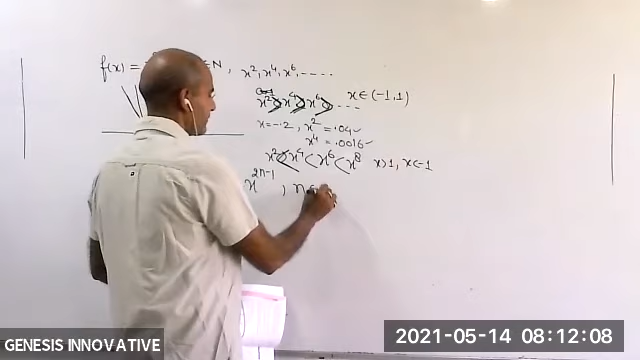 f(x) = ∈ N, x², x⁴, x⁶, .....
x² > x⁴ > x⁶ > ... x ∈ (-1, 1)
x = -.2, x² = .04
x⁴ = .0016
x² < x⁴ < x⁶ < x⁸ x>1, x<-1
x²ⁿ⁻¹, n
GENESIS INNOVATIVE
2021-05-14 08:12:08